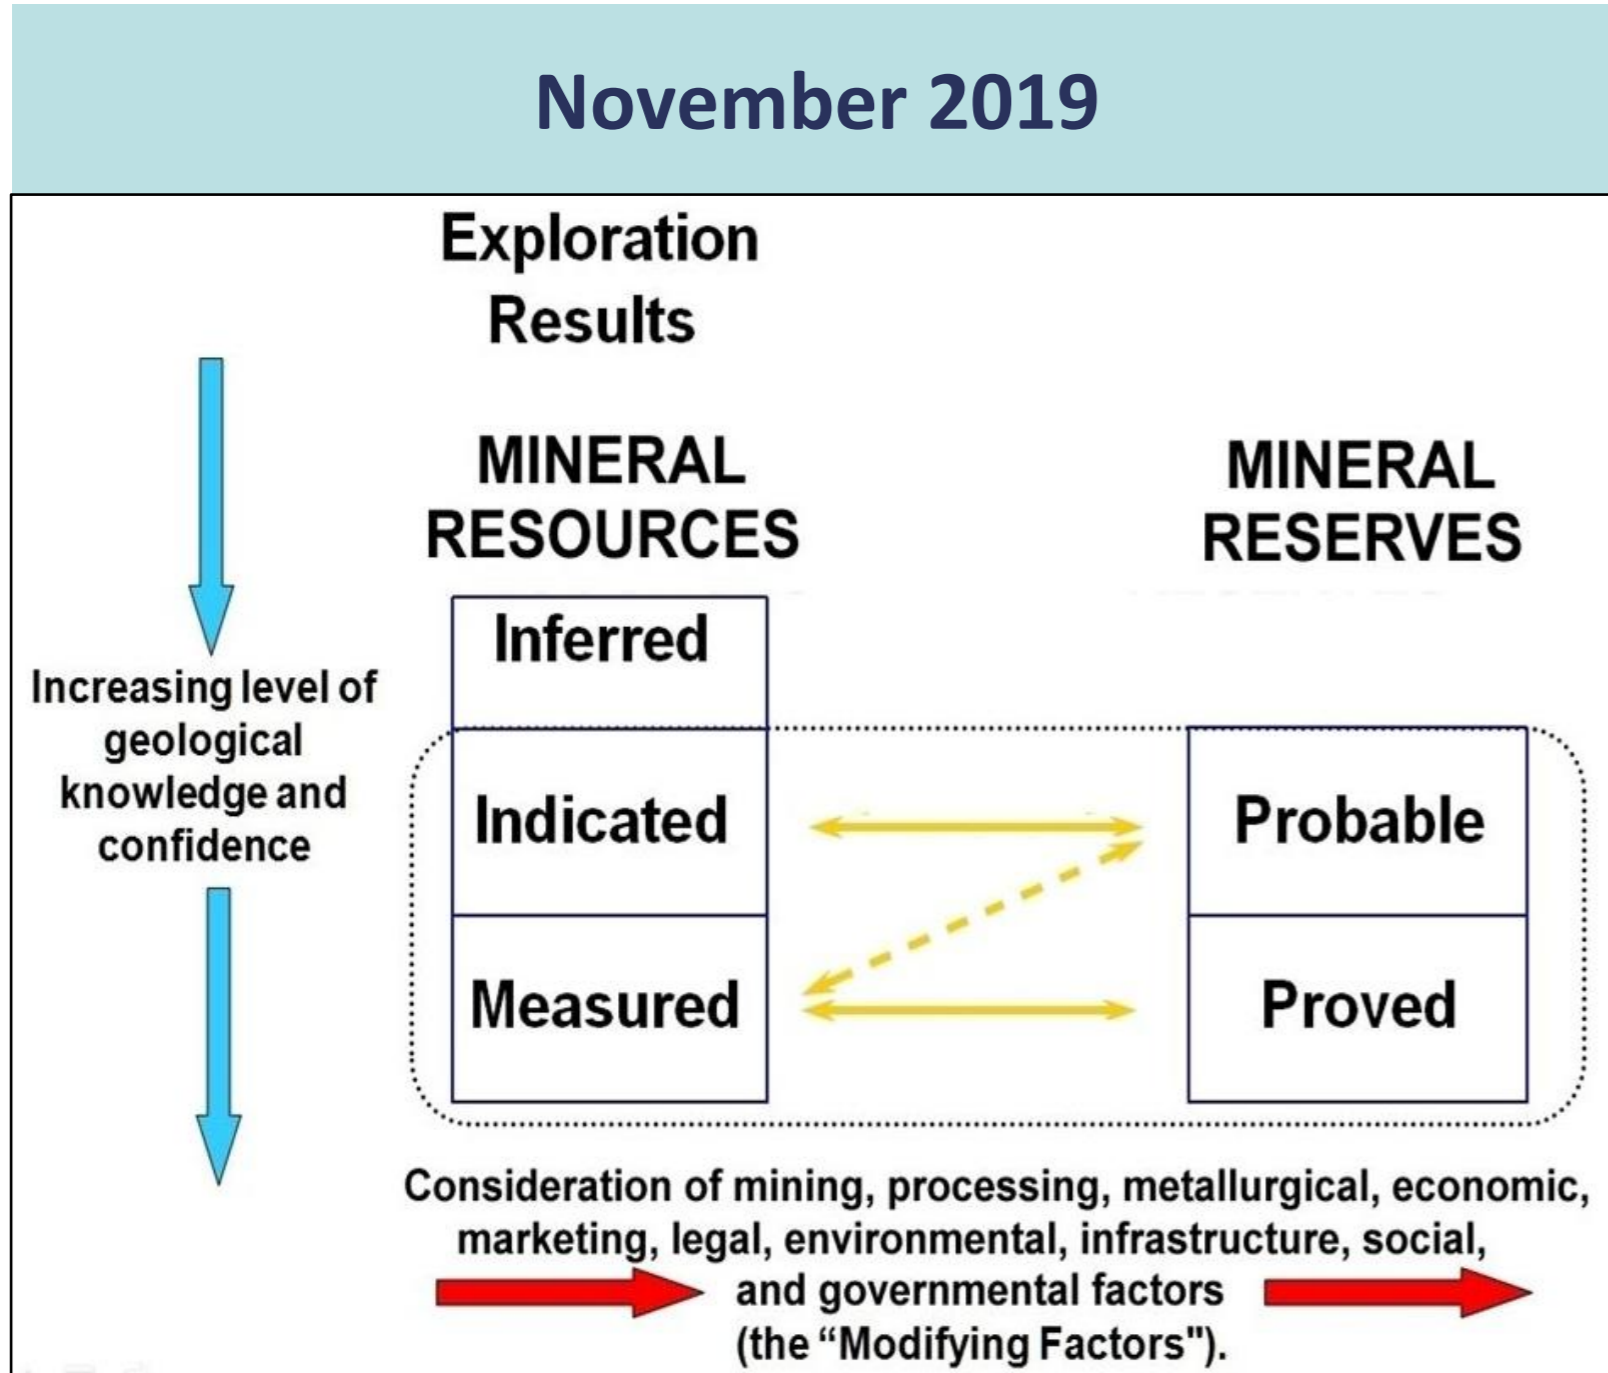 November 2019
Exploration
Results
MINERAL
RESOURCES
MINERAL
RESERVES
Inferred
Increasing level of
geological
knowledge and
confidence
Indicated
Probable
Measured
Proved
Consideration of mining, processing, metallurgical, economic,
marketing, legal, environmental, infrastructure, social,
and governmental factors
(the “Modifying Factors").